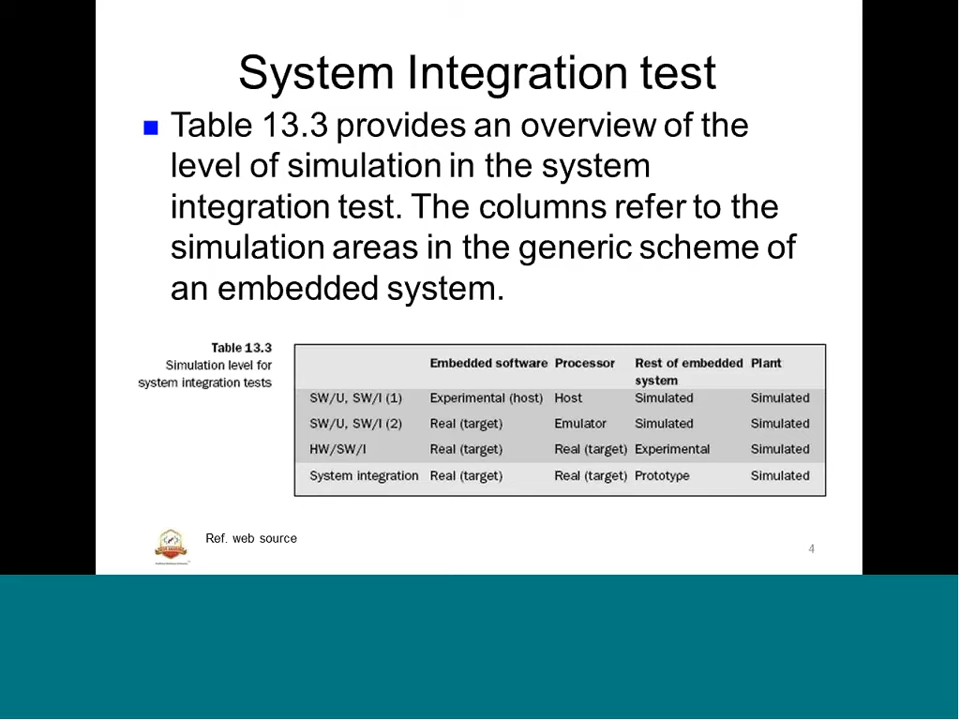 System Integration test
Table 13.3 provides an overview of the
level of simulation in the system
integration test. The columns refer to the
simulation areas in the generic scheme of
an embedded system.
Table 13.3
Simulation level for
system integration tests
Embedded software Processor Rest of embedded Plant
system
SW/U, SW/I (1) Experimental (host) Host Simulated Simulated
SW/U, SW/I (2) Real (target) Emulator Simulated Simulated
HW/SW/I Real (target) Real (target) Experimental Simulated
System integration Real (target) Real (target) Prototype Simulated
Ref. web source
4